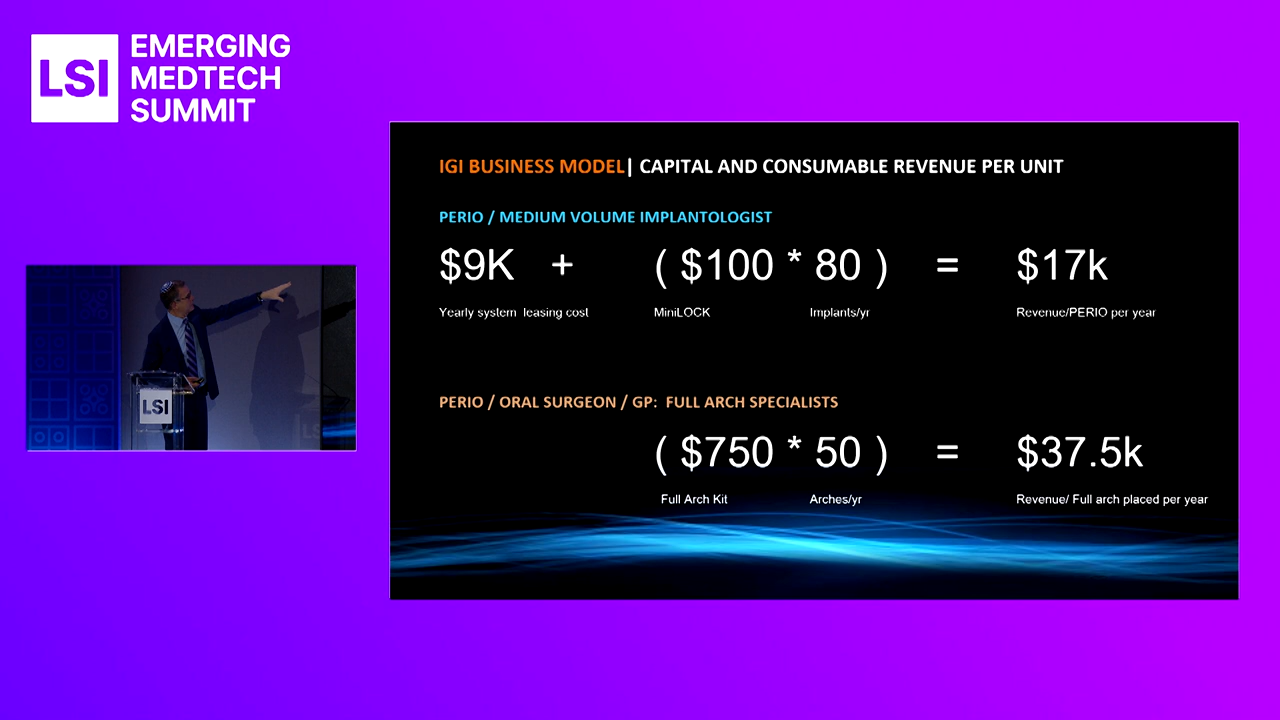 LSI
EMERGING
MEDTECH
SUMMIT
IGI BUSINESS MODEL| CAPITAL AND CONSUMABLE REVENUE PER UNIT
PERIO / MEDIUM VOLUME IMPLANTOLOGIST
$9K + ( $100 * 80 ) = $17k
Yearly system leasing cost MiniLOCK Implants/yr Revenue/PERIO per year
PERIO / ORAL SURGEON / GP: FULL ARCH SPECIALISTS
( $750 * 50 ) = $37.5k
Full Arch Kit Arches/yr Revenue/ Full arch placed per year
LSI
LS